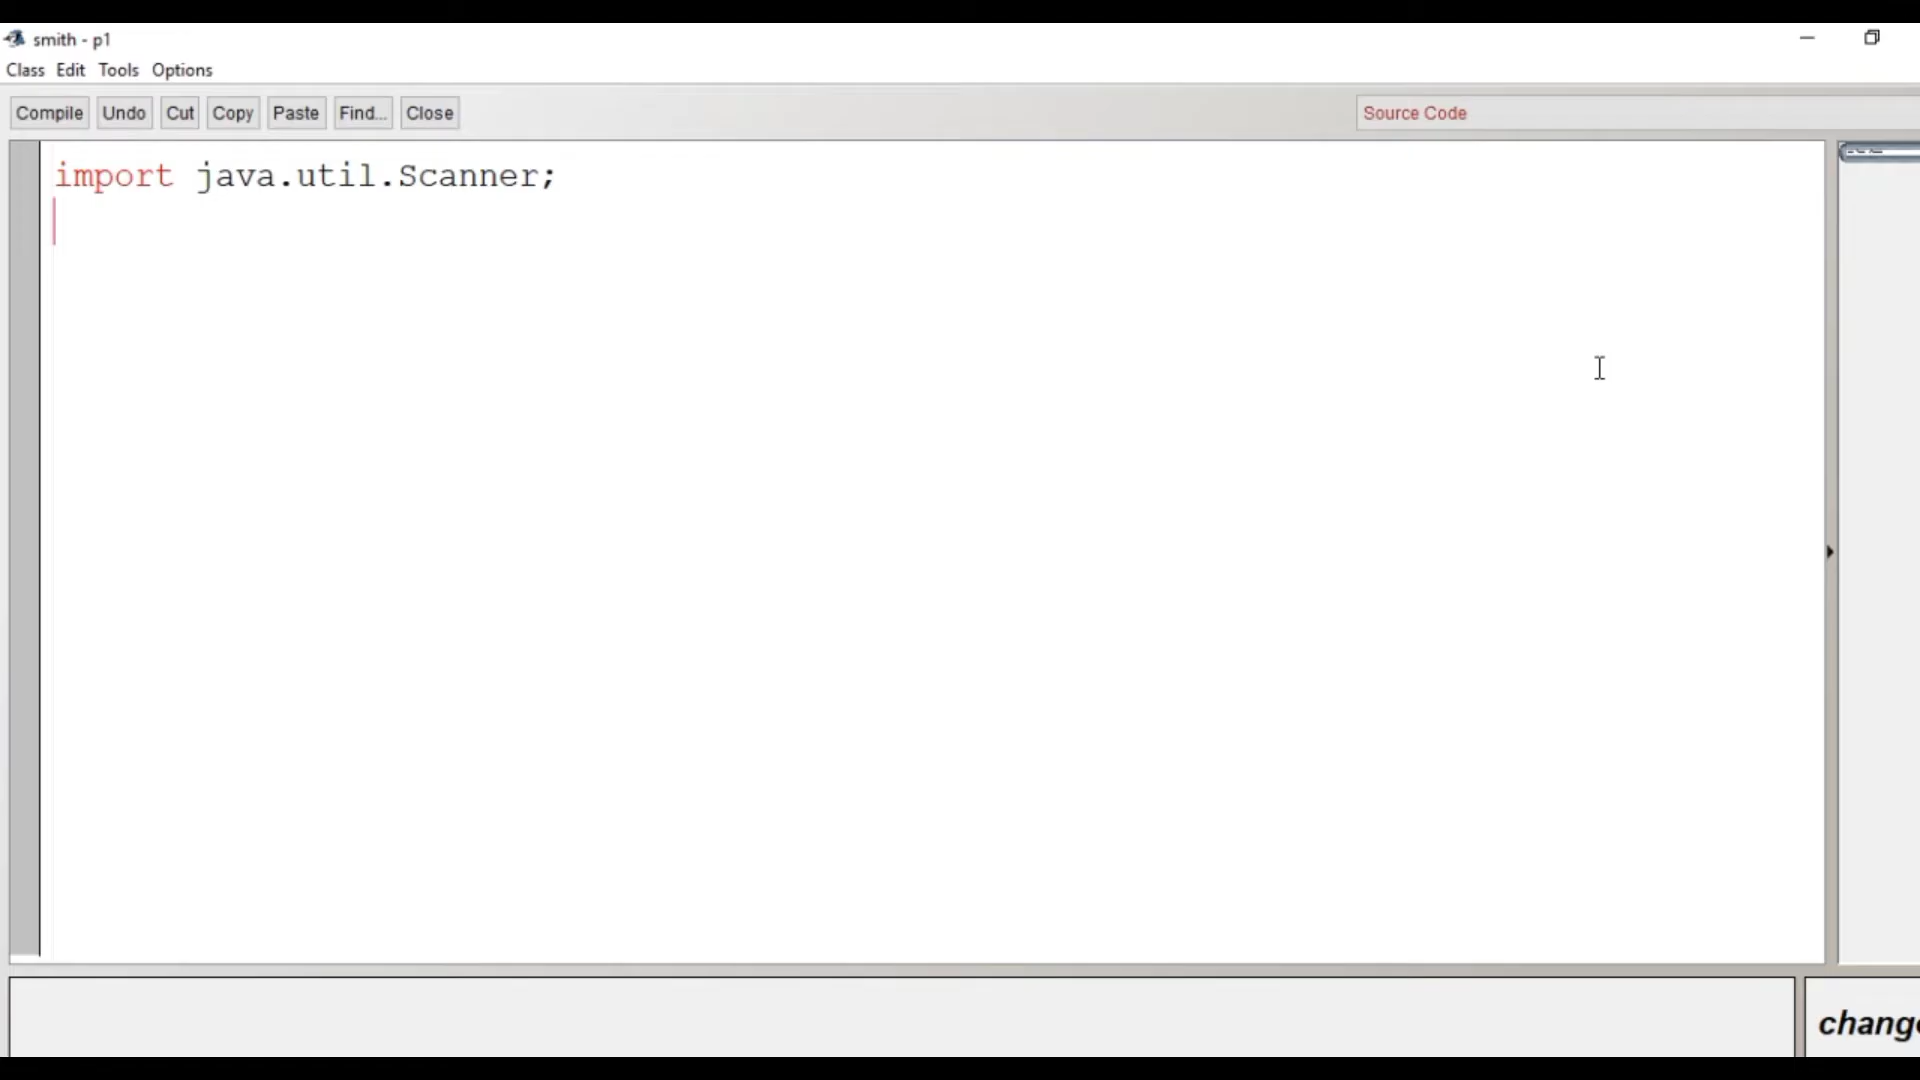 smith - p1
Class Edit Tools Options
Compile Undo Cut Copy Paste Find... Close Source Code
import java.util.Scanner;